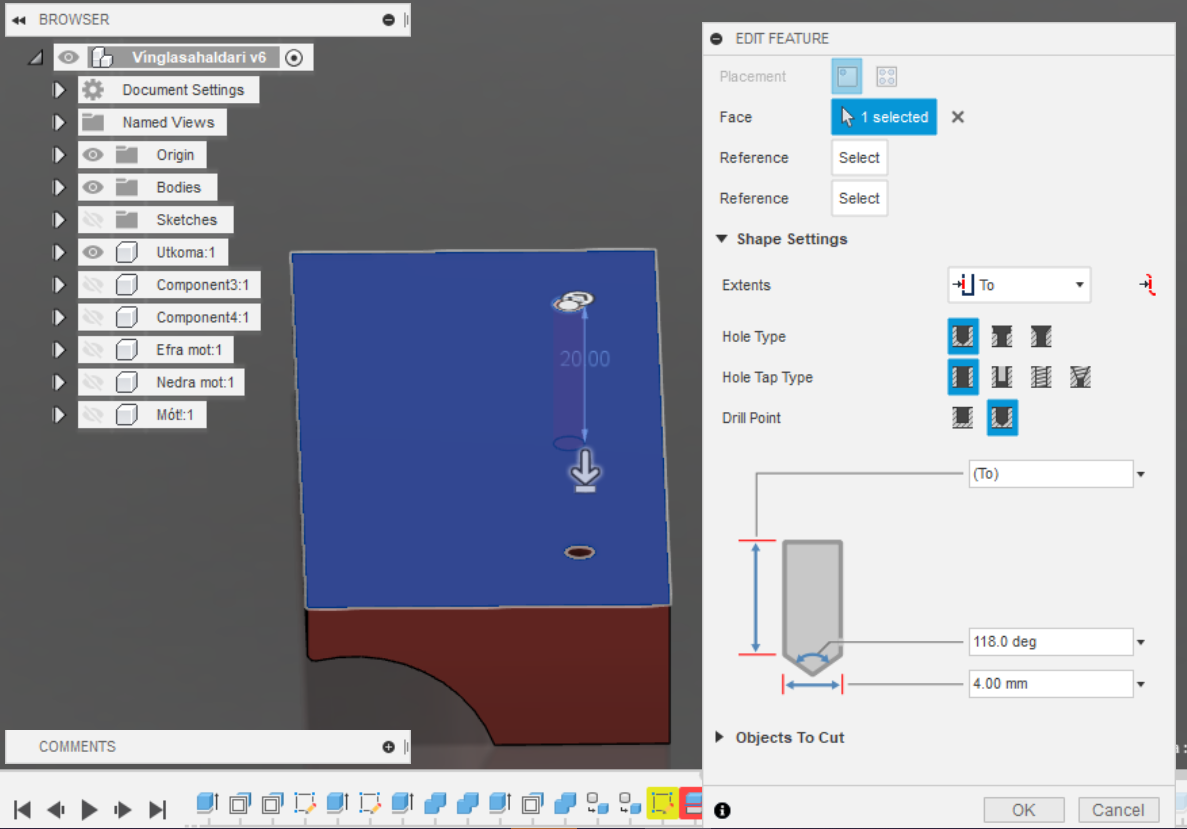 BROWSER
Vinglasahaldari v6
Document Settings
Named Views
Origin
Bodies
Sketches
Utkoma:1
Component3:1
Component4:1
Efra mot:1
Nedra mot:1
Mót!:1
COMMENTS
20.00
EDIT FEATURE
Placement
Face
1 selected
Reference
Select
Reference
Select
Shape Settings
Extents
To
Hole Type
Hole Tap Type
Drill Point
(To)
118.0 deg
4.00 mm
Objects To Cut
OK
Cancel